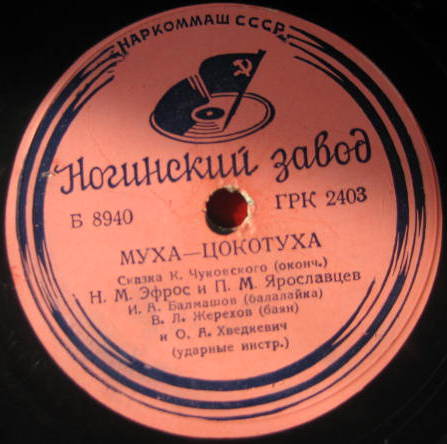 НАРКОММАШ СССР
Ногинский завод
Б 8940
ГРК 2403
МУХА—ЦОКОТУХА
Сказка К. Чуковского (оконч.)
Н. М. Эфрос и П. М. Ярославцев
И. А. Балмашов (балалайка)
В. Л. Жерехов (баян)
и О. А. Хведкевич
(ударные инстр.)